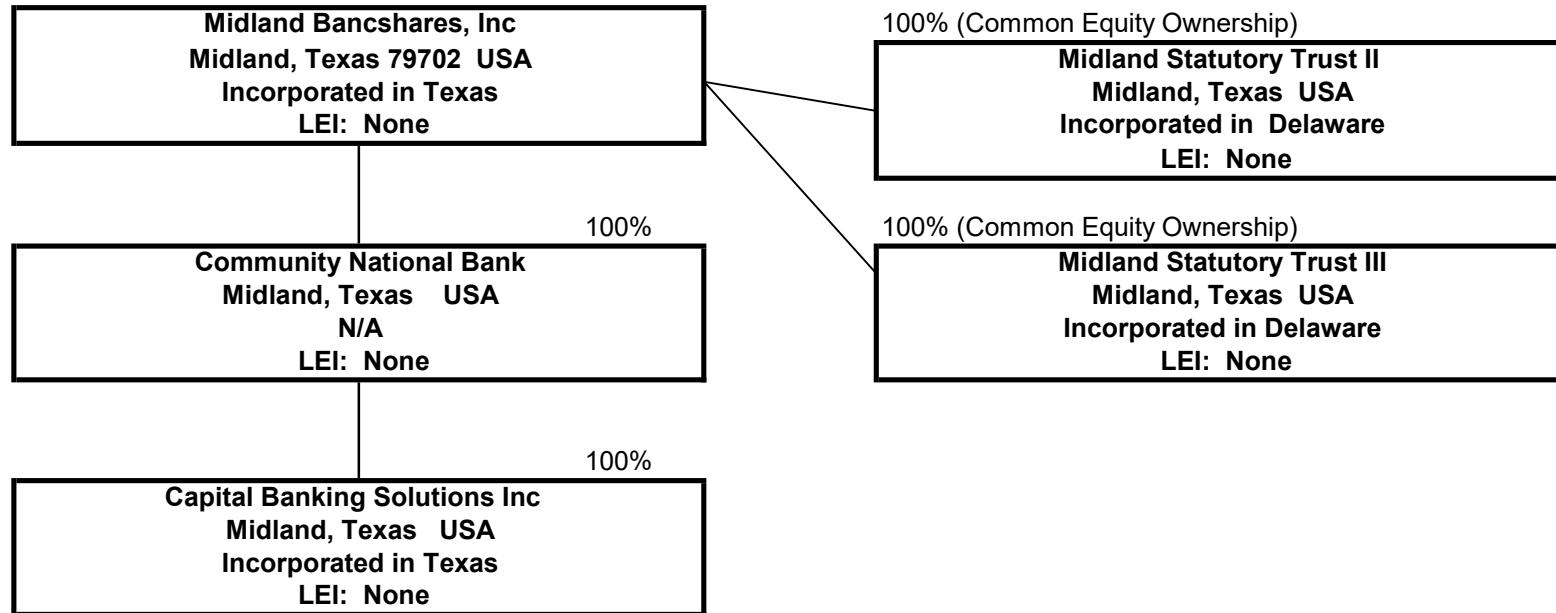 Midland Bancshares, Inc
Midland, Texas 79702 USA
Incorporated in Texas
LEI: None
100% (Common Equity Ownership)
Midland Statutory Trust II
Midland, Texas USA
Incorporated in Delaware
LEI: None
100%
Community National Bank
Midland, Texas USA
N/A
LEI: None
100% (Common Equity Ownership)
Midland Statutory Trust III
Midland, Texas USA
Incorporated in Delaware
LEI: None
100%
Capital Banking Solutions Inc
Midland, Texas USA
Incorporated in Texas
LEI: None